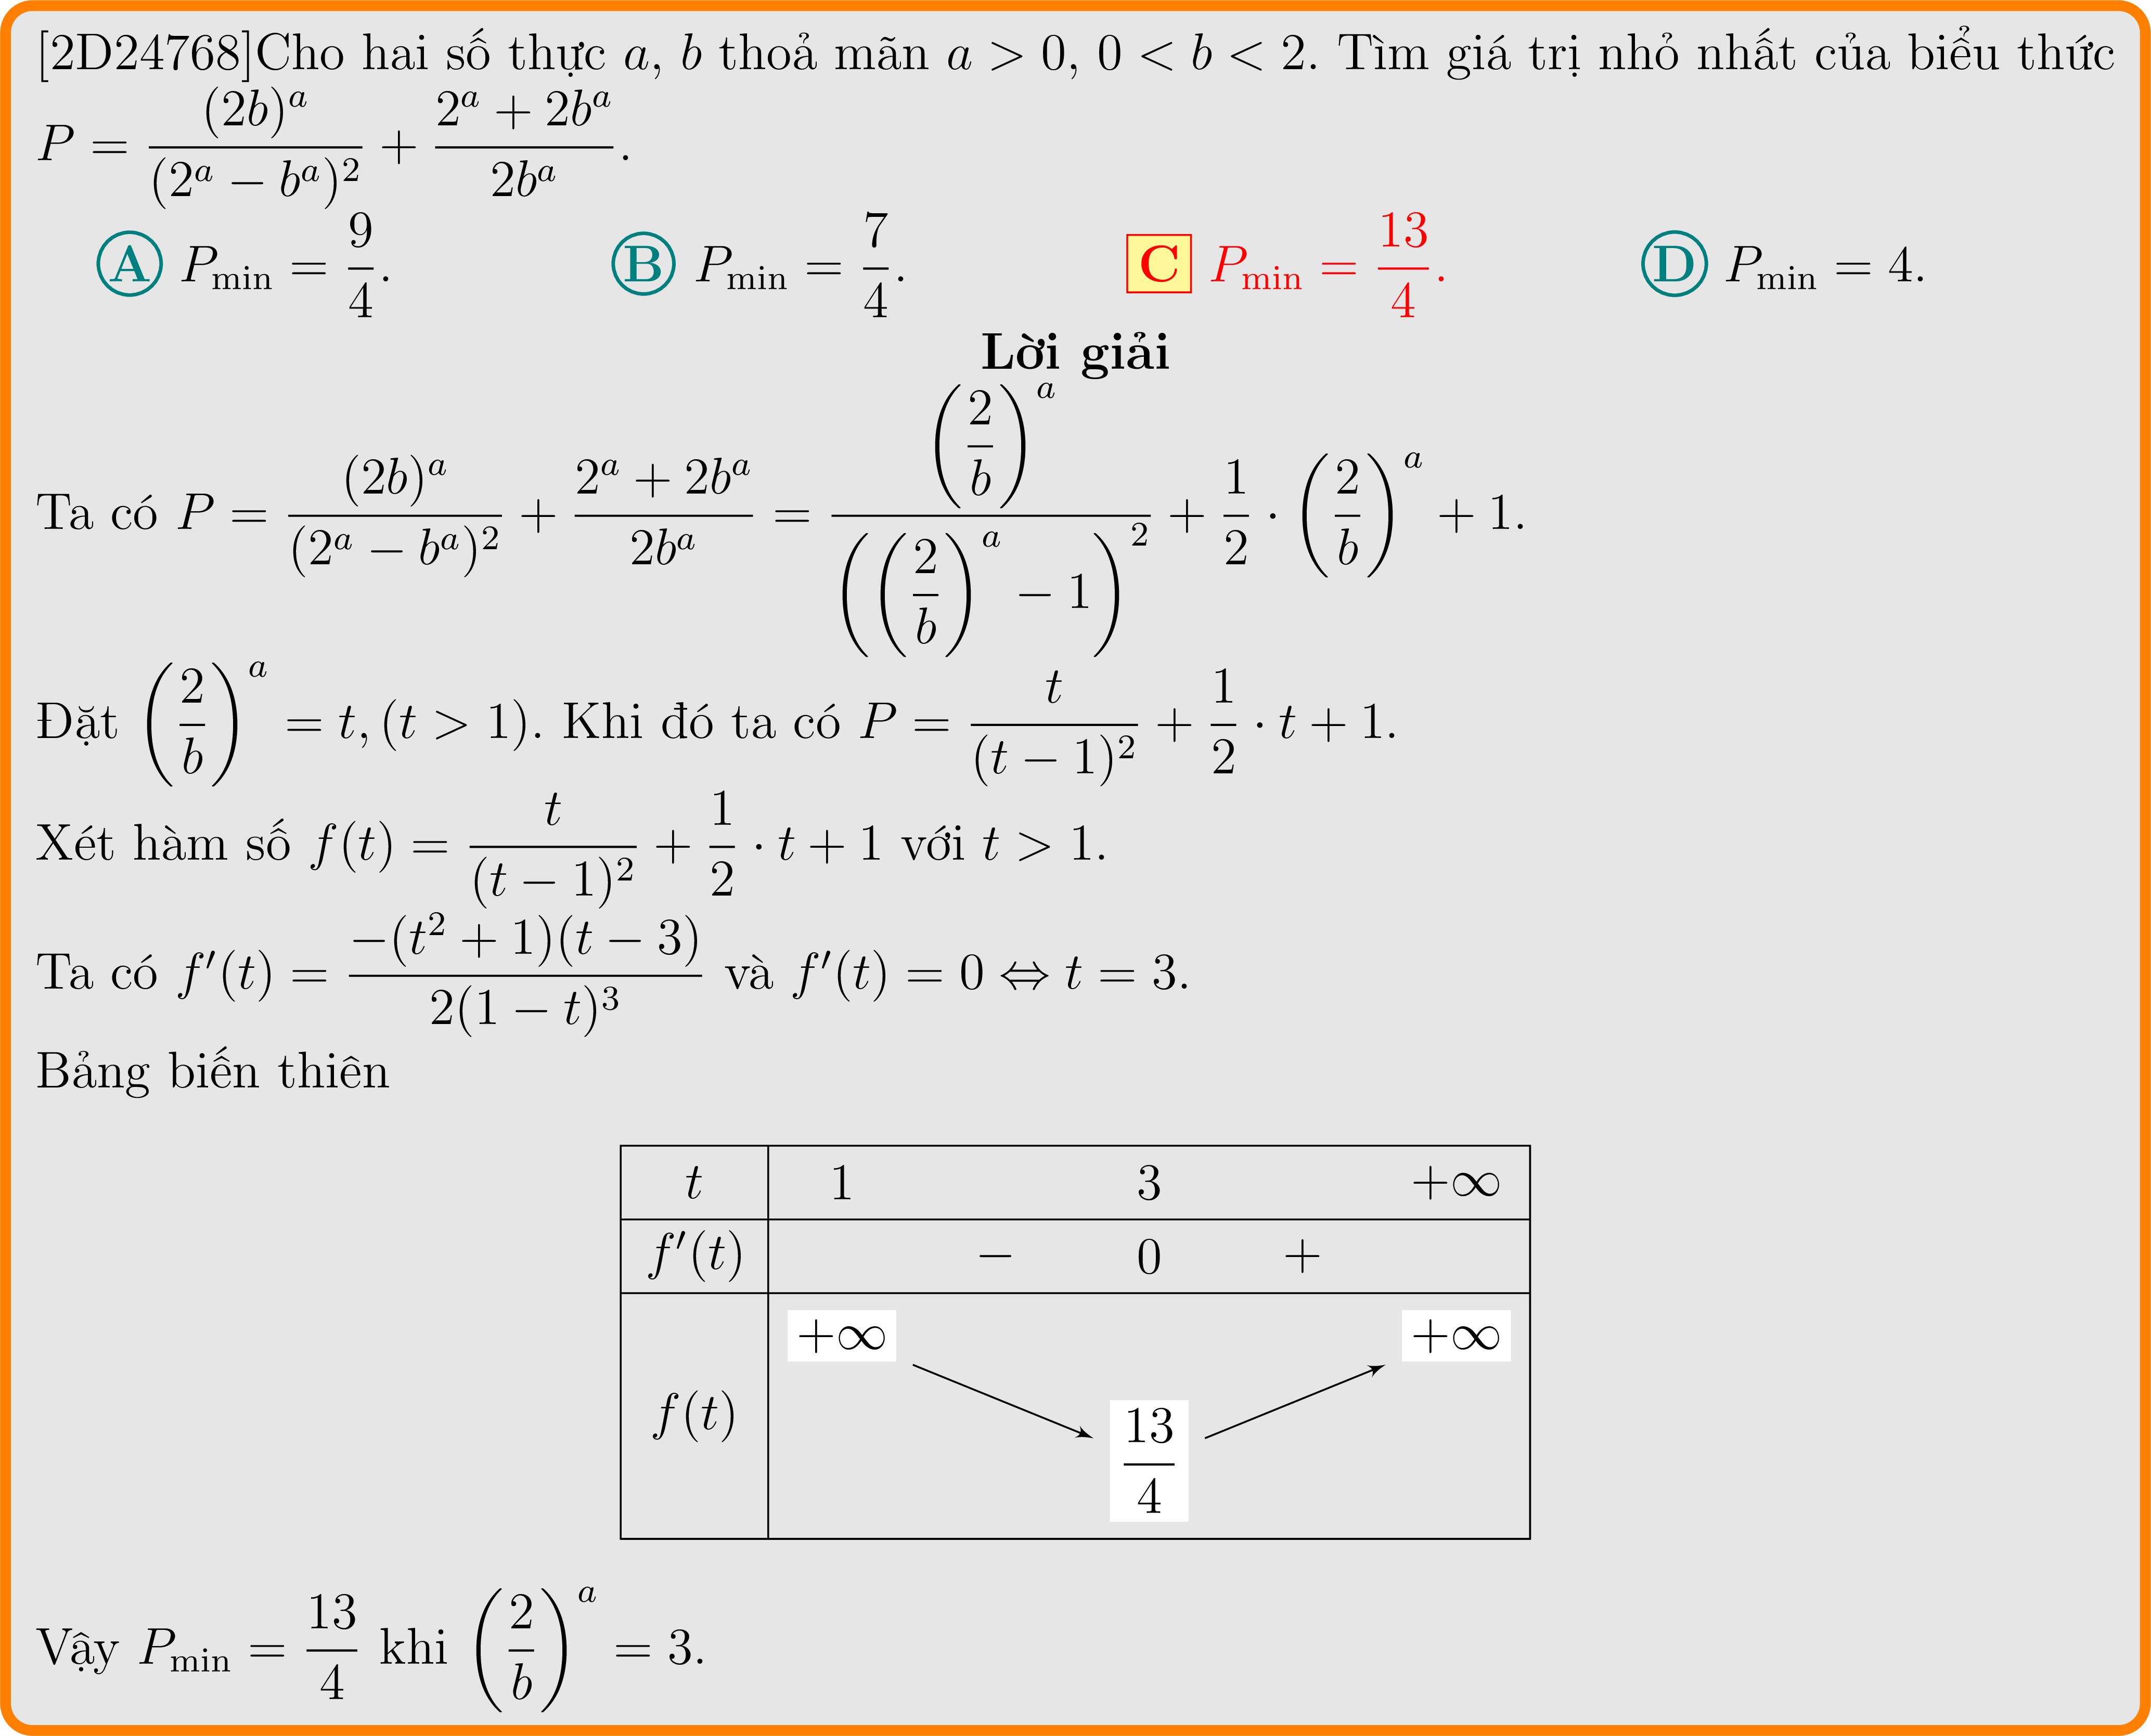 [2D24768]Cho hai số thực a, b thoả mãn a > 0, 0 < b < 2. Tìm giá trị nhỏ nhất của biểu thức
P = \frac{(2b)^a}{(2^a - b^a)^2} + \frac{2^a + 2b^a}{2b^a}.
A P_{min} = \frac{9}{4}. B P_{min} = \frac{7}{4}. C P_{min} = \frac{13}{4}. D P_{min} = 4.
Lời giải
Ta có P = \frac{(2b)^a}{(2^a - b^a)^2} + \frac{2^a + 2b^a}{2b^a} = \frac{\left(\frac{2}{b}\right)^a}{\left(\left(\frac{2}{b}\right)^a - 1\right)^2} + \frac{1}{2} \cdot \left(\frac{2}{b}\right)^a + 1.
Đặt \left(\frac{2}{b}\right)^a = t, (t > 1). Khi đó ta có P = \frac{t}{(t - 1)^2} + \frac{1}{2} \cdot t + 1.
Xét hàm số f(t) = \frac{t}{(t - 1)^2} + \frac{1}{2} \cdot t + 1 với t > 1.
Ta có f'(t) = \frac{-(t^2 + 1)(t - 3)}{2(1 - t)^3} và f'(t) = 0 ⇔ t = 3.
Bảng biến thiên
t 1 3 +∞
f'(t) − 0 +
+∞ +∞
f(t)
\frac{13}{4}
Vậy P_{min} = \frac{13}{4} khi \left(\frac{2}{b}\right)^a = 3.